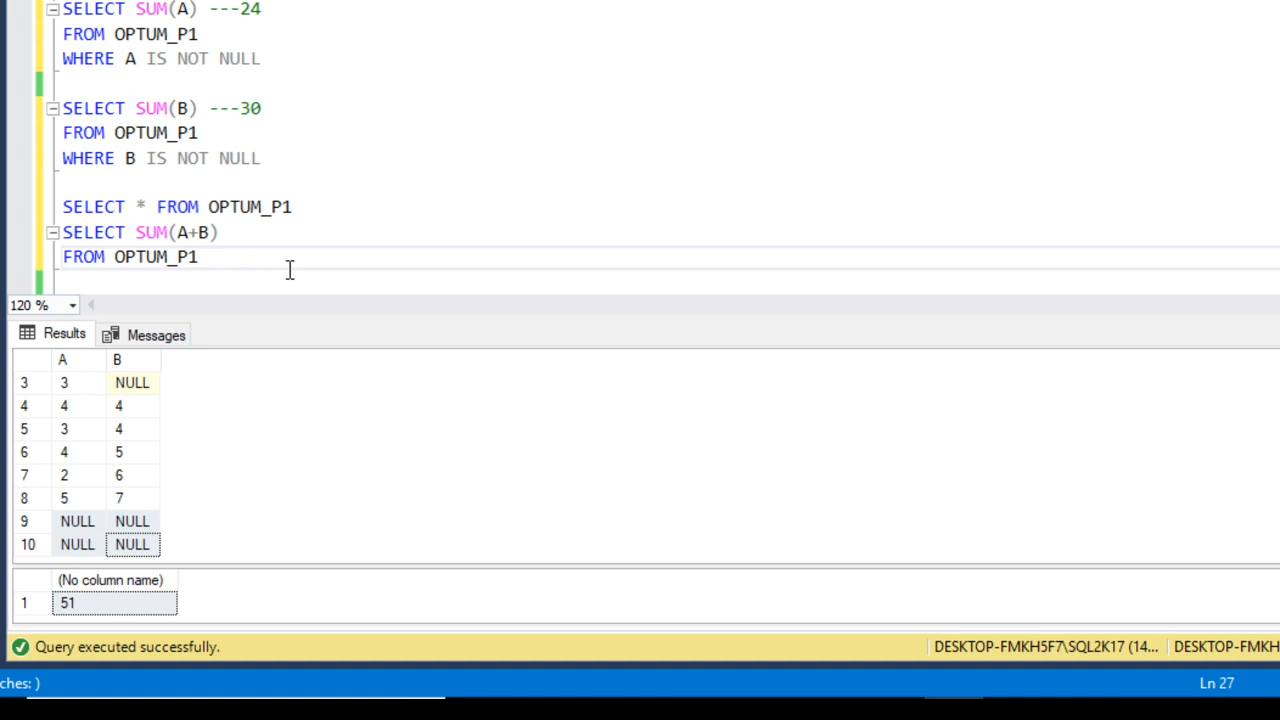 SELECT SUM(A) ---24
FROM OPTUM_P1
WHERE A IS NOT NULL
SELECT SUM(B) ---30
FROM OPTUM_P1
WHERE B IS NOT NULL
SELECT * FROM OPTUM_P1
SELECT SUM(A+B)
FROM OPTUM_P1
120 %
Results Messages
A B
3 3 NULL
4 4 4
5 3 4
6 4 5
7 2 6
8 5 7
9 NULL NULL
10 NULL NULL
(No column name)
1 51
Query executed successfully. DESKTOP-FMKH5F7\SQL2K17 (14... DESKTOP-FMKH
ches: ) Ln 27